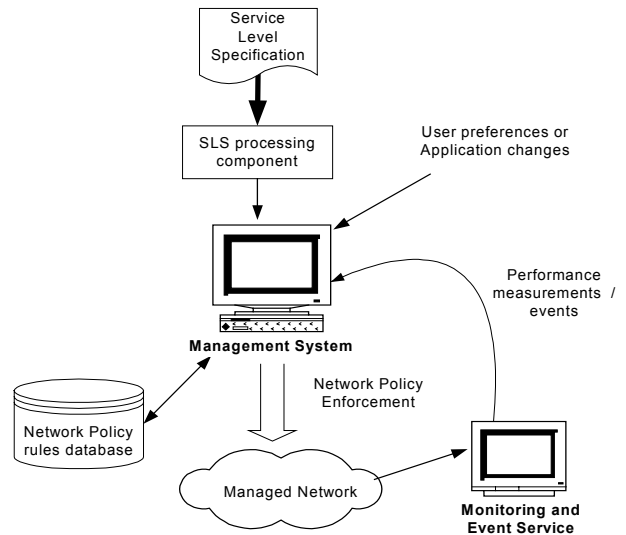 Service
Level
Specification
SLS processing
component
User preferences or
Application changes
Performance
measurements /
events
Management System
Network Policy
Enforcement
Network Policy
rules database
Managed Network
Monitoring and
Event Service